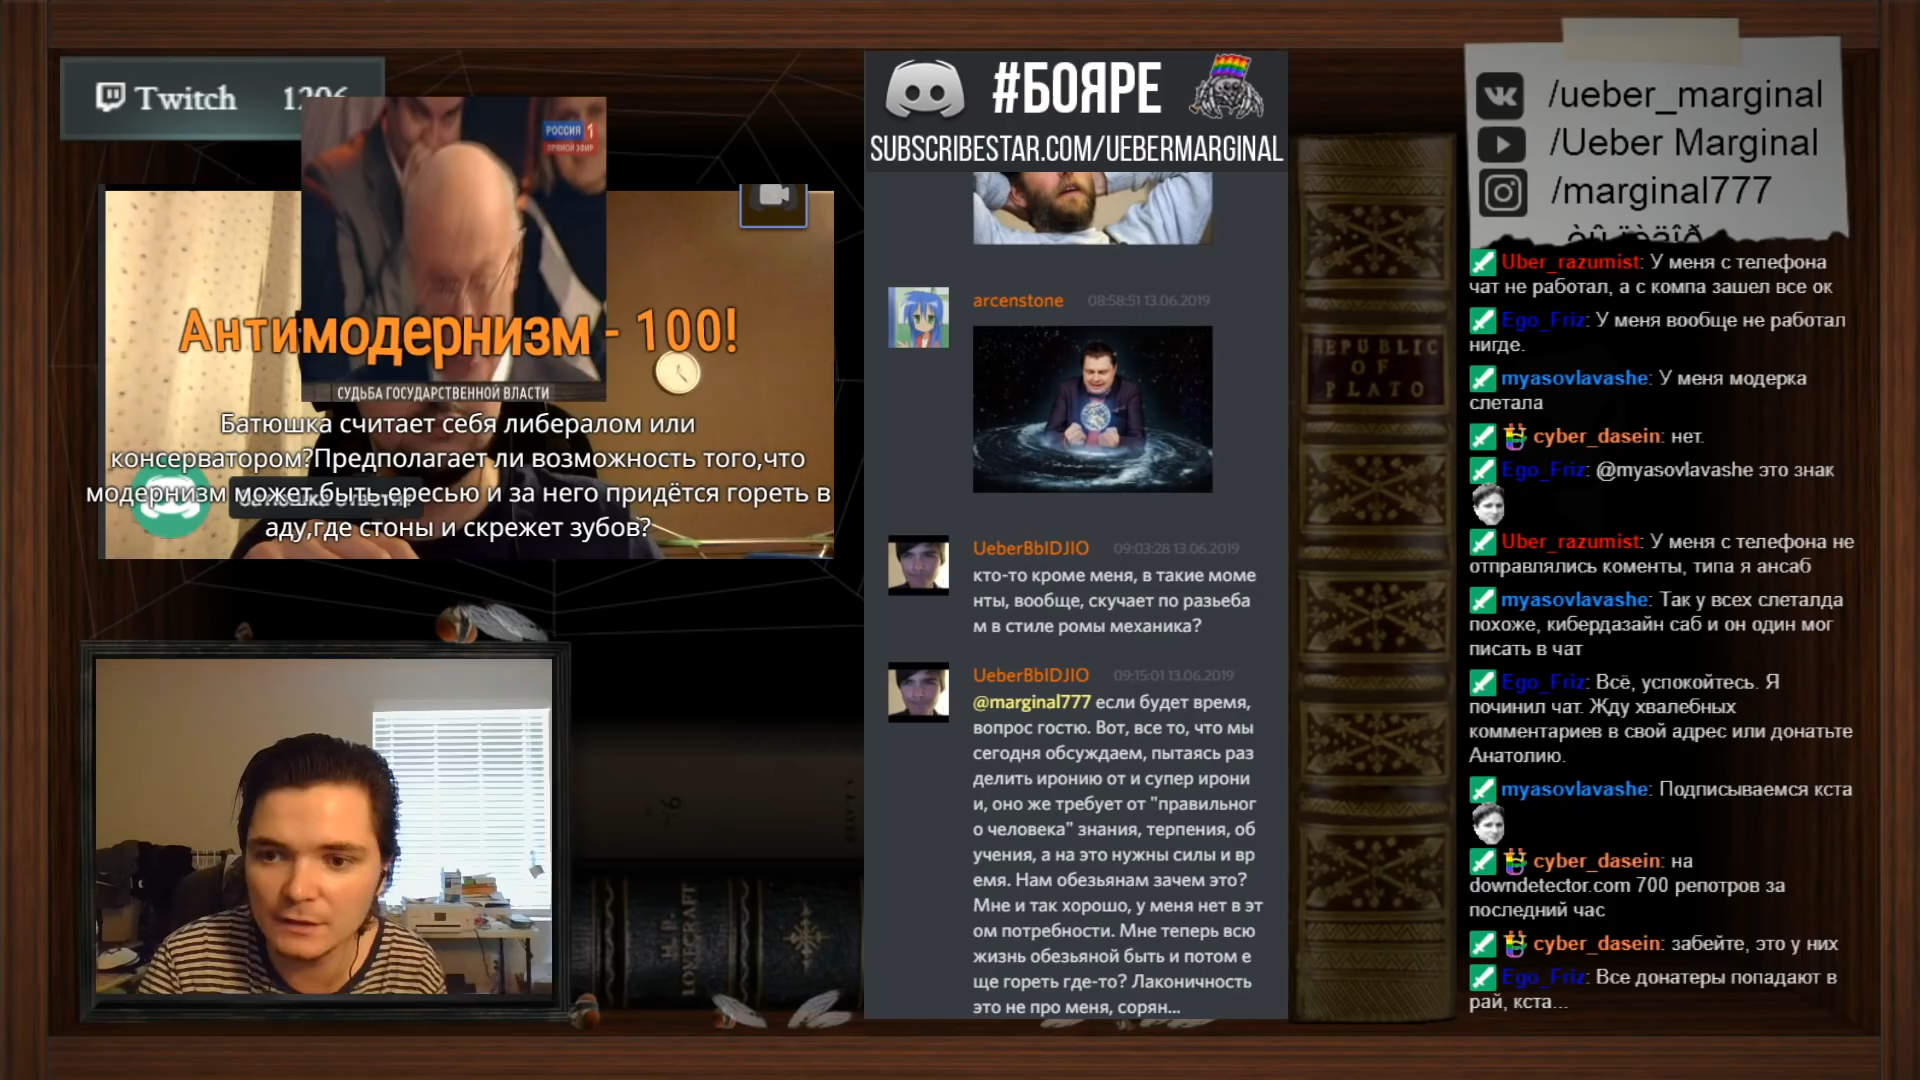 Twitch
РОССИЯ 1
ПРЯМОЙ ЭФИР
Антимодернизм - 100!
СУДЬБА ГОСУДАРСТВЕННОЙ ВЛАСТИ
Батюшка считает себя либералом или
консерватором?Предполагает ли возможность того,что
модернизм может быть ересью и за него придётся гореть в
аду,где стоны и скрежет зубов?
H. P.
LOVECRAFT
#БОЯРЕ
SUBSCRIBESTAR.COM/UEBERMARGINAL
arcenstone 08:58:51 13.06.2019
UeberBbIDJIO 09:03:28 13.06.2019
кто-то кроме меня, в такие моме
нты, вообще, скучает по разьеба
м в стиле ромы механика?
UeberBbIDJIO 09:15:01 13.06.2019
@marginal777 если будет время,
вопрос гостю. Вот, все то, что мы
сегодня обсуждаем, пытаясь раз
делить иронию от и супер ирони
и, оно же требует от "правильног
о человека" знания, терпения, об
учения, а на это нужны силы и вр
емя. Нам обезьянам зачем это?
Мне и так хорошо, у меня нет в эт
ом потребности. Мне теперь всю
жизнь обезьяной быть и потом е
ще гореть где-то? Лаконичность
это не про меня, сорян...
REPUBLIC
OF
PLATO
/ueber_marginal
/Ueber Marginal
/marginal777
Uber_razumist: У меня с телефона
чат не работал, а с компа зашел все ок
Ego_Friz: У меня вообще не работал
нигде.
myasovlavashe: У меня модерка
слетала
cyber_dasein: нет.
Ego_Friz: @myasovlavashe это знак
Uber_razumist: У меня с телефона не
отправлялись коменты, типа я ансаб
myasovlavashe: Так у всех слеталда
похоже, кибердазайн саб и он один мог
писать в чат
Ego_Friz: Всё, успокойтесь. Я
починил чат. Жду хвалебных
комментариев в свой адрес или донатьте
Анатолию.
myasovlavashe: Подписываемся кста
cyber_dasein: на
downdetector.com 700 репотров за
последний час
cyber_dasein: забейте, это у них
Ego_Friz: Все донатеры попадают в
рай, кста...